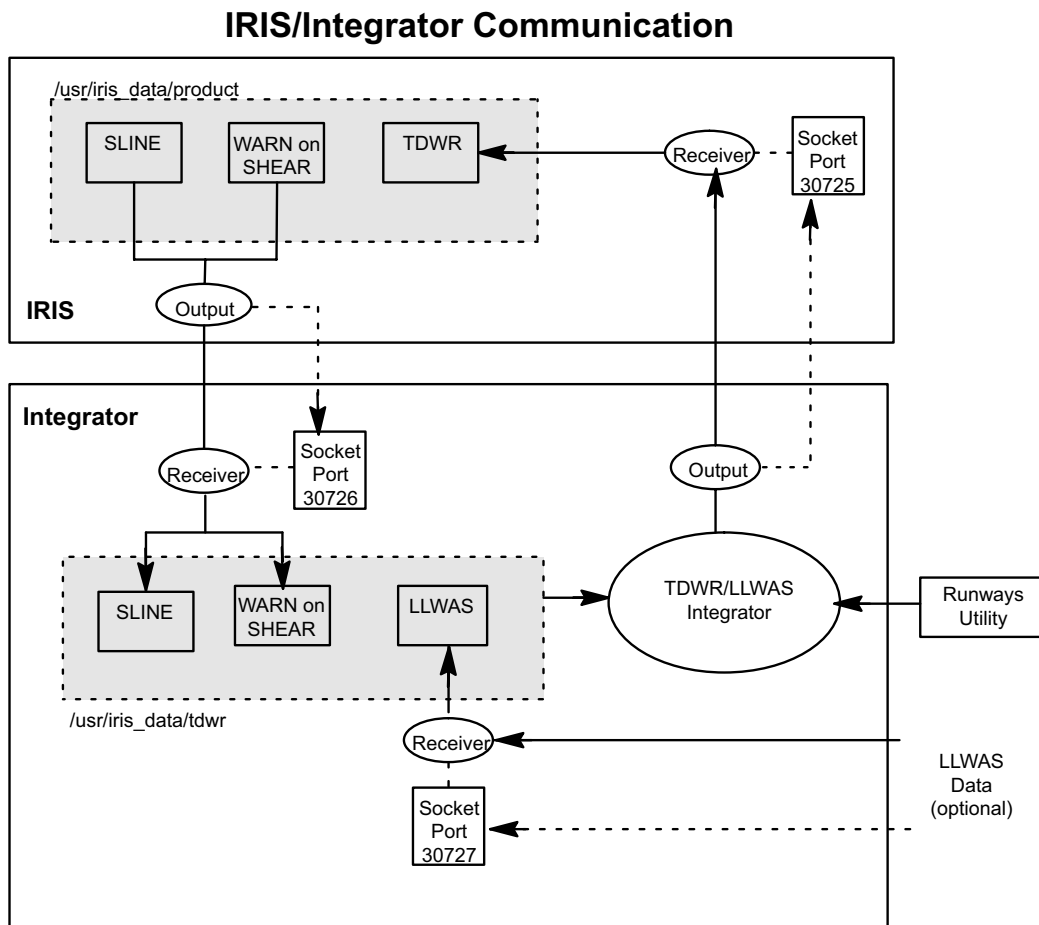 IRIS/Integrator Communication
/usr/iris_data/product
SLINE
WARN on
SHEAR
TDWR
Receiver
Socket
Port
30725
Output
IRIS
Integrator
Receiver
Socket
Port
30726
Output
SLINE
WARN on
SHEAR
LLWAS
TDWR/LLWAS
Integrator
Runways
Utility
/usr/iris_data/tdwr
Receiver
LLWAS
Data
(optional)
Socket
Port
30727